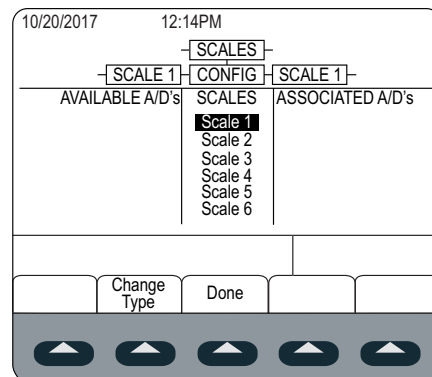 10/20/2017 12:14PM
SCALES
SCALE 1 CONFIG SCALE 1
AVAILABLE A/D's SCALES ASSOCIATED A/D's
Scale 1
Scale 2
Scale 3
Scale 4
Scale 5
Scale 6
Change Done
Type